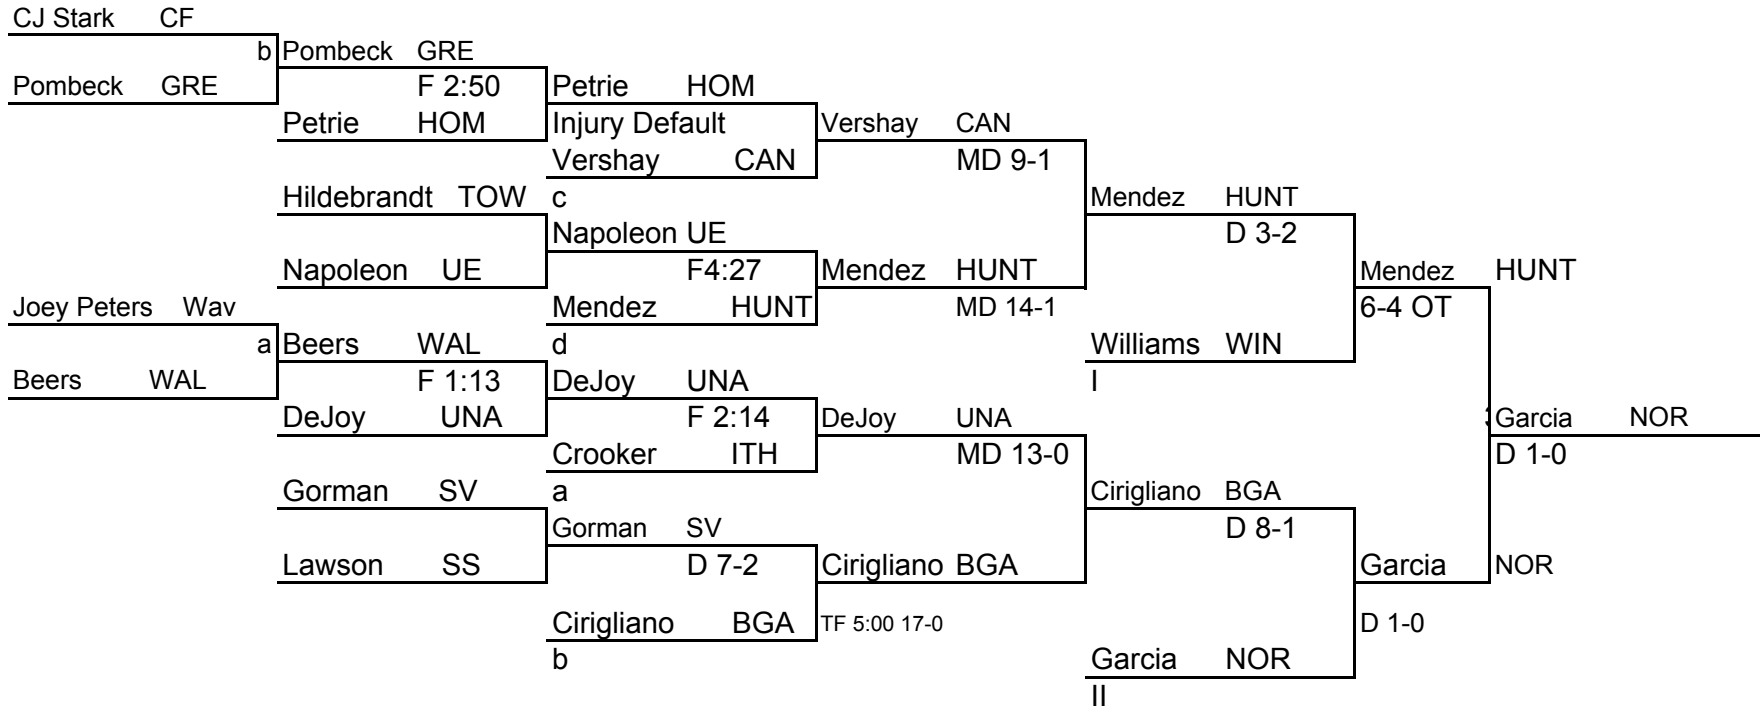 CJ Stark CF
b Pombeck GRE
Pombeck GRE F 2:50 Petrie HOM
Petrie HOM Injury Default Vershay CAN
Vershay CAN MD 9-1
Hildebrandt TOW c Mendez HUNT
Napoleon UE D 3-2
Napoleon UE F4:27 Mendez HUNT Mendez HUNT
Joey Peters Wav Mendez HUNT MD 14-1 6-4 OT
a Beers WAL d Williams WIN
Beers WAL F 1:13 DeJoy UNA I
DeJoy UNA F 2:14 DeJoy UNA Garcia NOR
Crooker ITH MD 13-0 D 1-0
Gorman SV a Cirigliano BGA
Gorman SV D 8-1
Lawson SS D 7-2 Cirigliano BGA Garcia NOR
Cirigliano BGA TF 5:00 17-0 D 1-0
b Garcia NOR
II